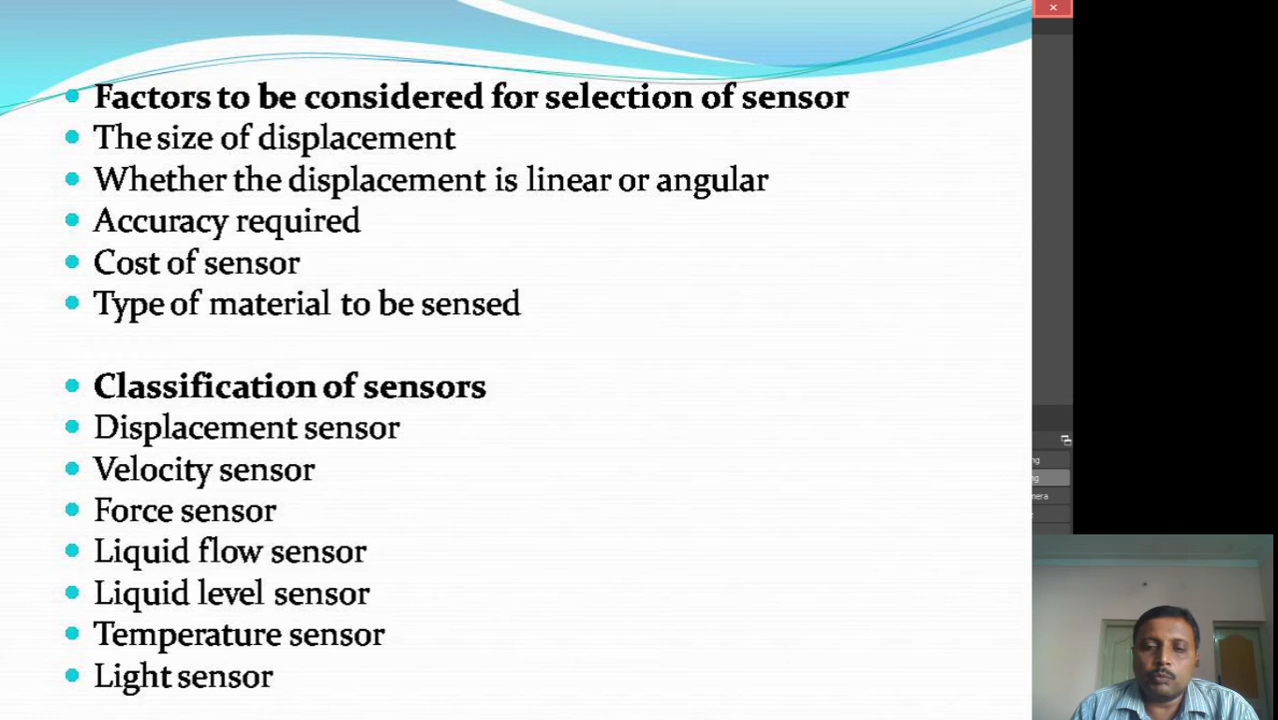 Factors to be considered for selection of sensor
The size of displacement
Whether the displacement is linear or angular
Accuracy required
Cost of sensor
Type of material to be sensed
Classification of sensors
Displacement sensor
Velocity sensor
Force sensor
Liquid flow sensor
Liquid level sensor
Temperature sensor
Light sensor